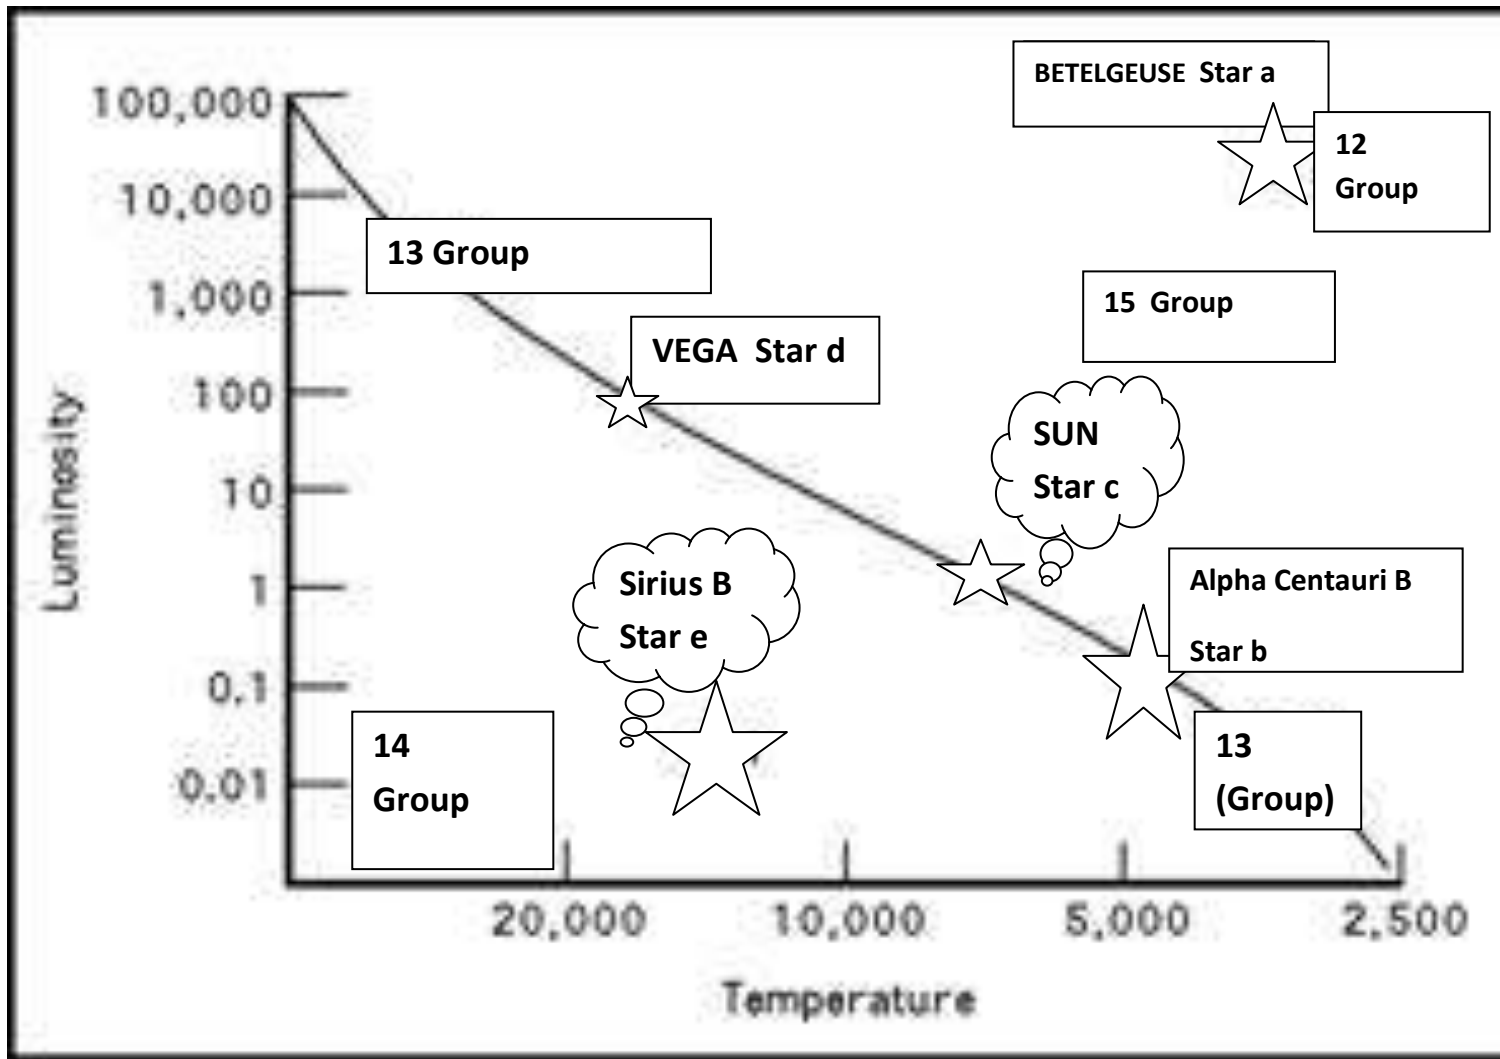 BETELGEUSE Star a
100,000
12
Group
10,000
13 Group
1,000
15 Group
VEGA Star d
100
SUN
Star c
10
Sirius B
Star e
1
Alpha Centauri B
Star b
0.1
14
Group
13
(Group)
0.01
Luminosity
20,000
10,000
5,000
2,500
Temperature